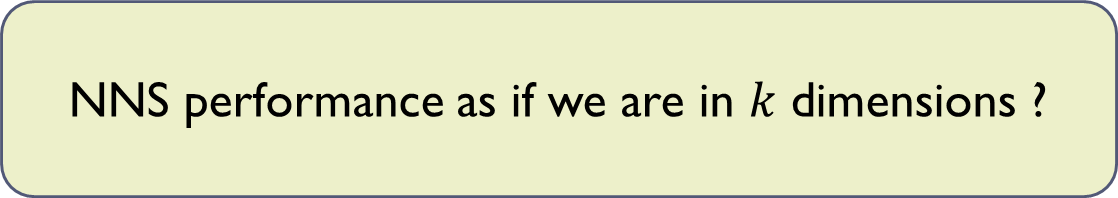 NNS performance as if we are in k dimensions ?